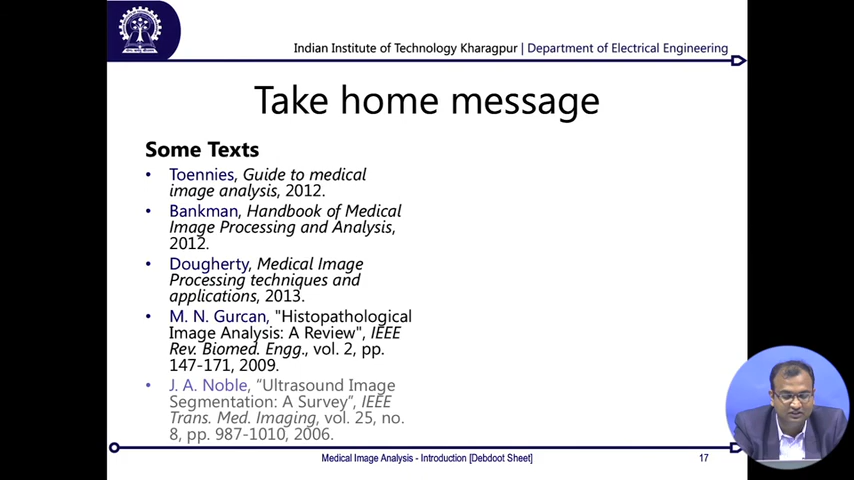 Indian Institute of Technology Kharagpur | Department of Electrical Engineering
Take home message
Some Texts
• Toennies, Guide to medical
image analysis, 2012.
• Bankman, Handbook of Medical
Image Processing and Analysis,
2012.
• Dougherty, Medical Image
Processing techniques and
applications, 2013.
• M. N. Gurcan, "Histopathological
Image Analysis: A Review", IEEE
Rev. Biomed. Engg., vol. 2, pp.
147-171, 2009.
• J. A. Noble, “Ultrasound Image
Segmentation: A Survey”, IEEE
Trans. Med. Imaging, vol. 25, no.
8, pp. 987-1010, 2006.
Medical Image Analysis - Introduction [Debdoot Sheet]
17